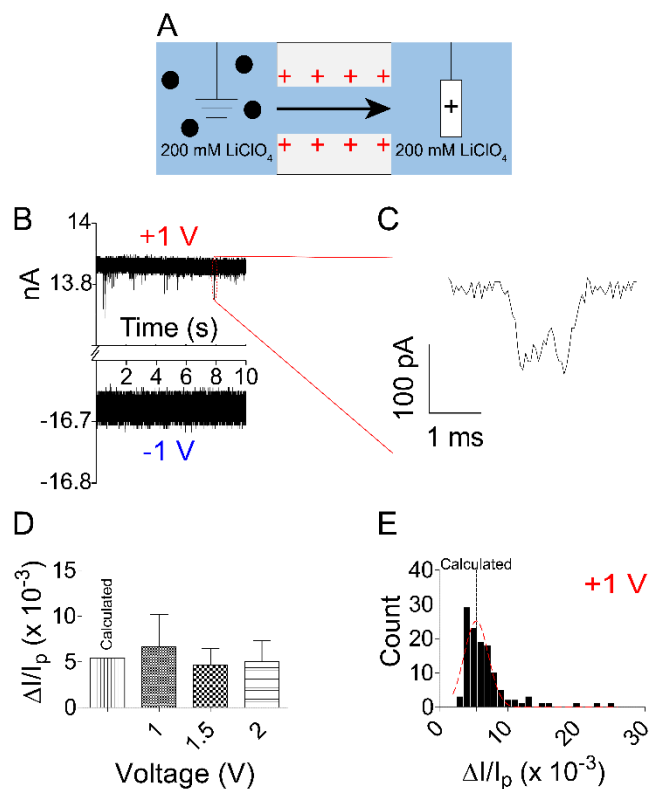 A
+ + + +
+
+ + + +
200 mM LiClO₄
200 mM LiClO₄
B
C
14
+1 V
nA
13.8
Time (s)
2 4 6 8 10
-16.7
-1 V
-16.8
100 pA
1 ms
D
E
15
10
5
0
ΔI/Iₚ (x 10⁻³)
Calculated
1
1.5
2
Voltage (V)
Calculated
+1 V
40
30
20
10
0
Count
0 10 20 30
ΔI/Iₚ (x 10⁻³)